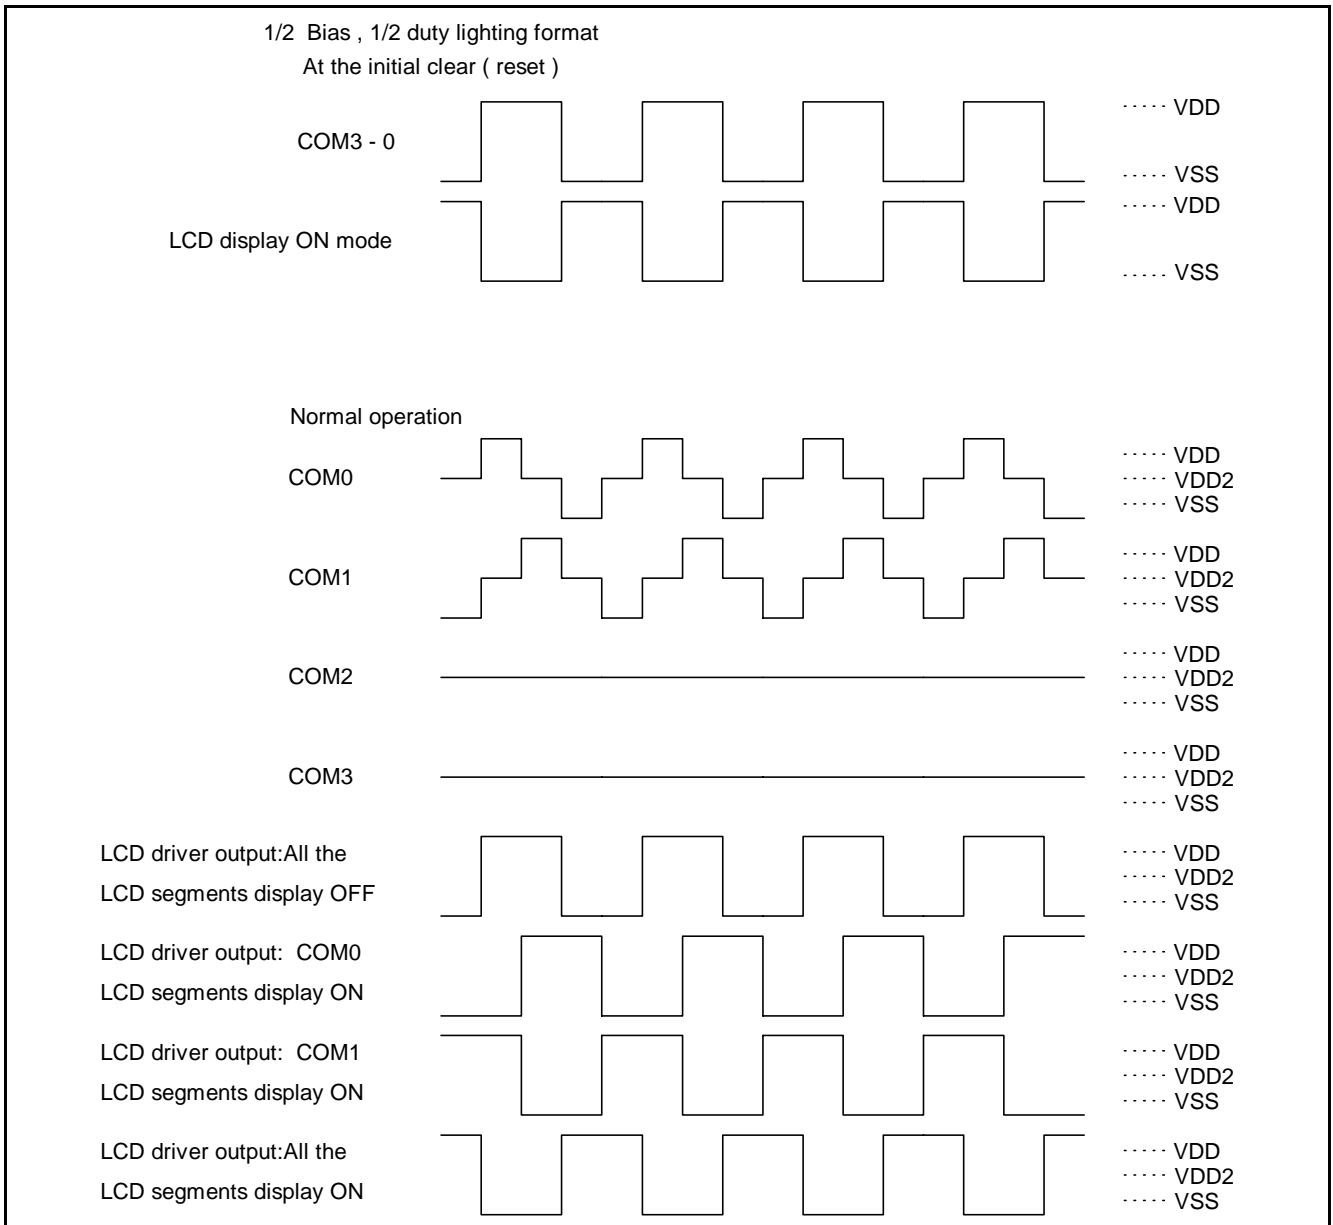 1/2 Bias , 1/2 duty lighting format
At the initial clear ( reset )
COM3 - 0
VDD
VSS
LCD display ON mode
VDD
VSS
Normal operation
COM0
VDD
VDD2
VSS
COM1
VDD
VDD2
VSS
COM2
VDD
VDD2
VSS
COM3
VDD
VDD2
VSS
LCD driver output:All the
LCD segments display OFF
VDD
VDD2
VSS
LCD driver output: COM0
LCD segments display ON
VDD
VDD2
VSS
LCD driver output: COM1
LCD segments display ON
VDD
VDD2
VSS
LCD driver output:All the
LCD segments display ON
VDD
VDD2
VSS